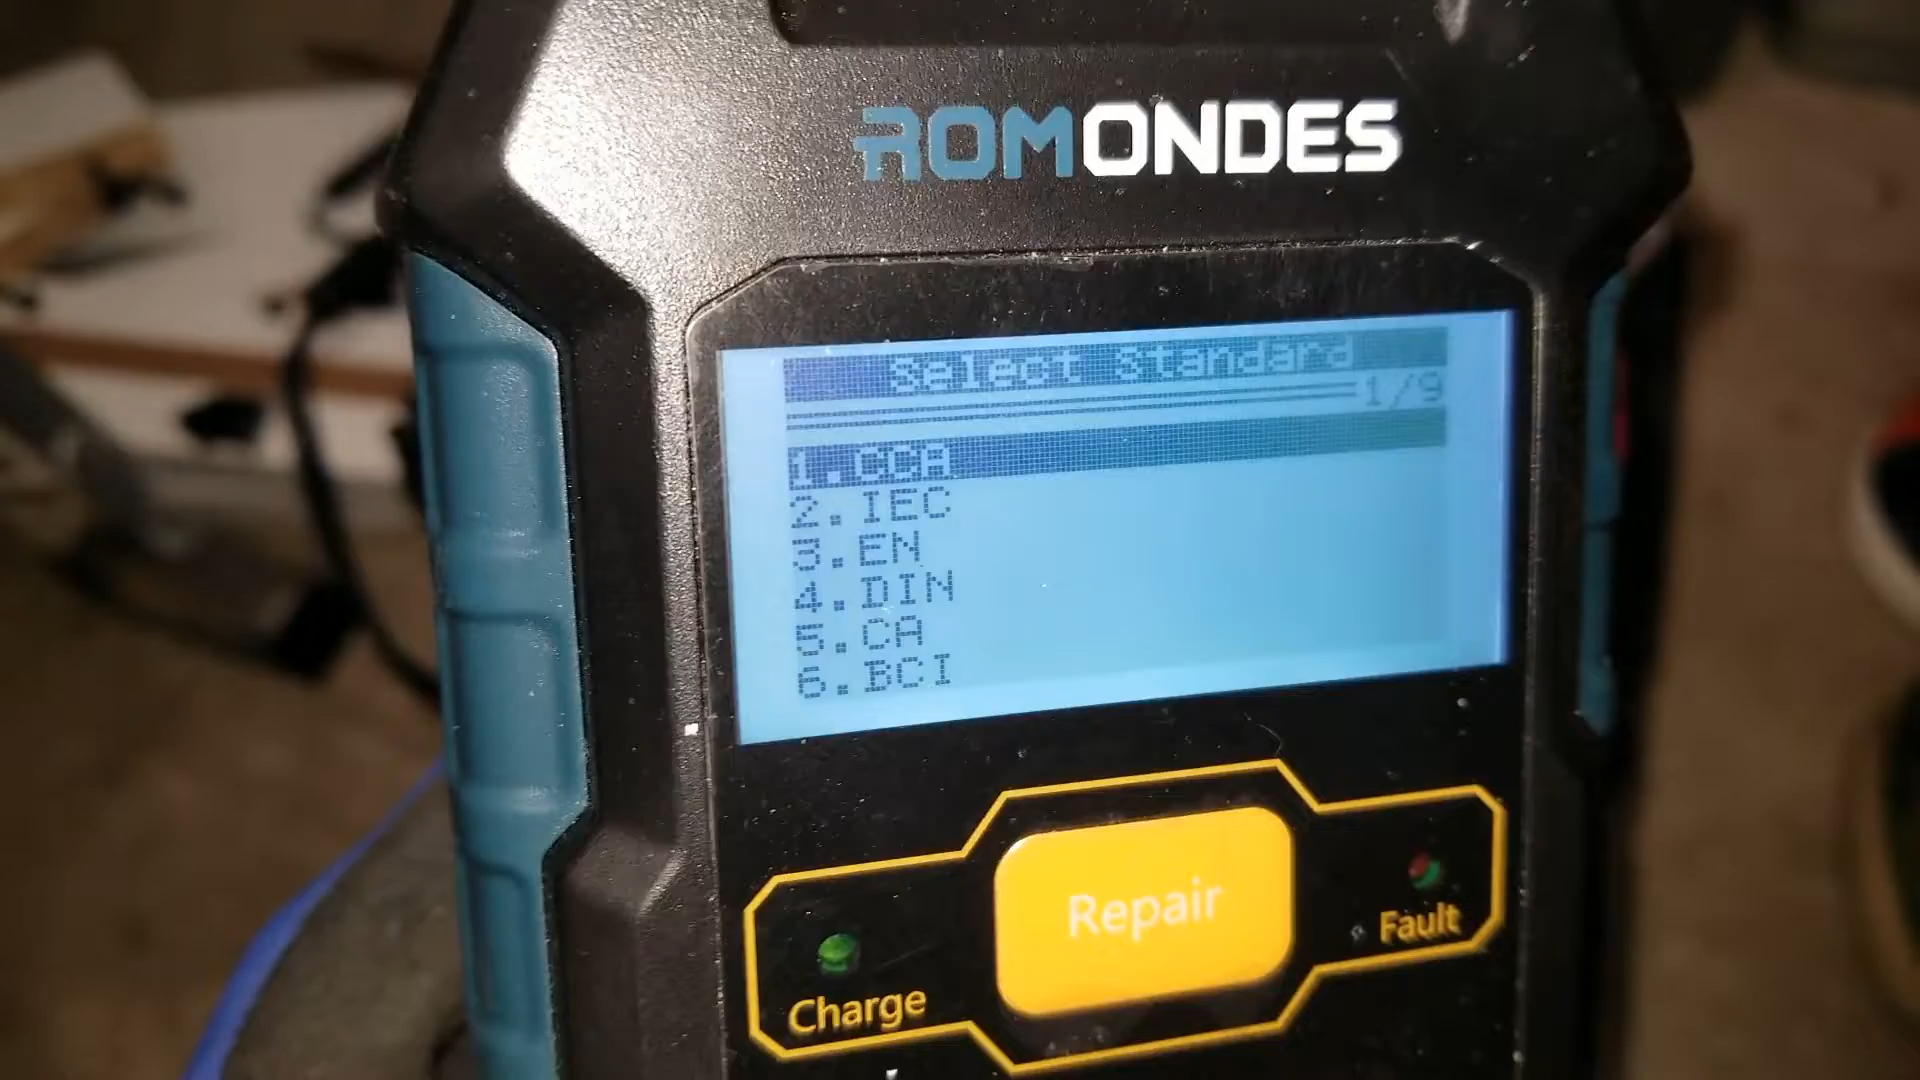 ROMONDES
Select Standard
1/9
1.CCA
2.IEC
3.EN
4.DIN
5.CA
6.BCI
Repair
Charge
Fault